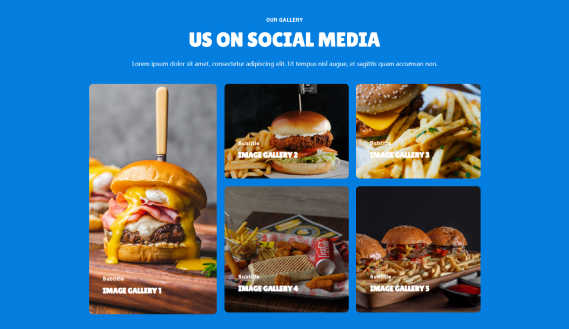 OUR GALLERY
US ON SOCIAL MEDIA
Lorem ipsum dolor sit amet, consectetur adipiscing elit. Ut tempus nisl augue, et sagittis quam accumsan non.
Subtitle
IMAGE GALLERY 1
Subtitle
IMAGE GALLERY 2
Subtitle
IMAGE GALLERY 3
Subtitle
IMAGE GALLERY 4
Subtitle
IMAGE GALLERY 5